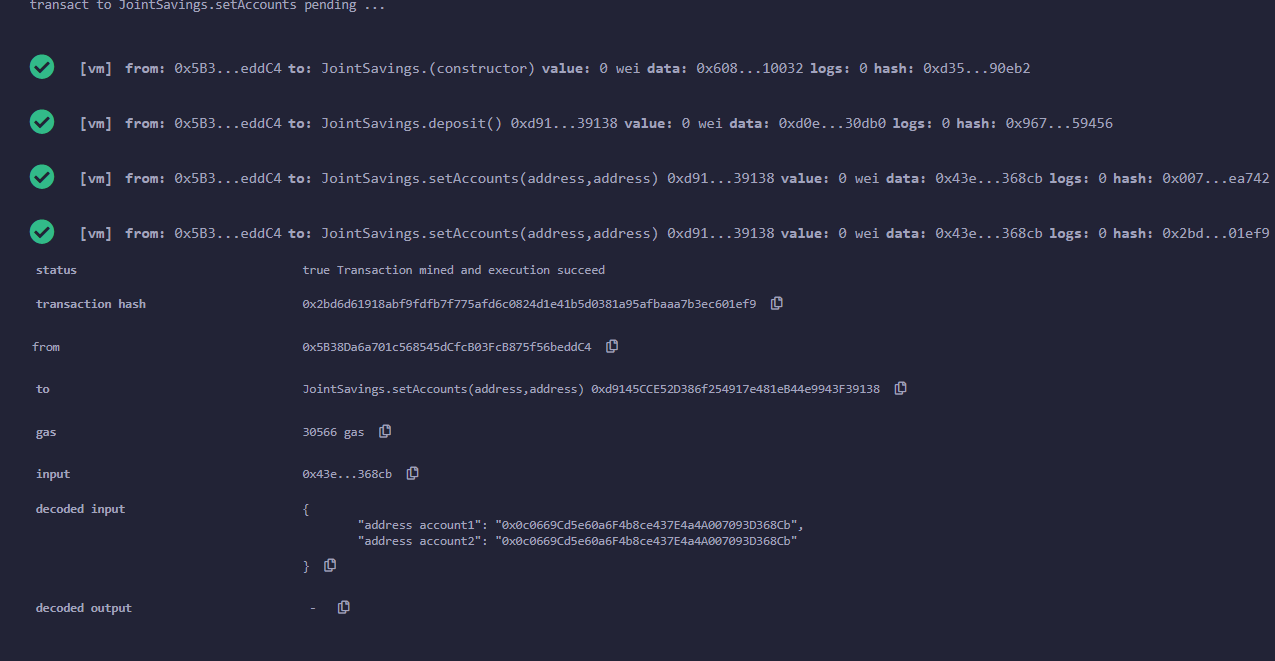 transact to JointSavings.setAccounts pending ...
[vm] from: 0x5B3...eddC4 to: JointSavings.(constructor) value: 0 wei data: 0x608...10032 logs: 0 hash: 0xd35...90eb2
[vm] from: 0x5B3...eddC4 to: JointSavings.deposit() 0xd91...39138 value: 0 wei data: 0xd0e...30db0 logs: 0 hash: 0x967...59456
[vm] from: 0x5B3...eddC4 to: JointSavings.setAccounts(address,address) 0xd91...39138 value: 0 wei data: 0x43e...368cb logs: 0 hash: 0x007...ea742
[vm] from: 0x5B3...eddC4 to: JointSavings.setAccounts(address,address) 0xd91...39138 value: 0 wei data: 0x43e...368cb logs: 0 hash: 0x2bd...01ef9
status true Transaction mined and execution succeed
transaction hash 0x2bd6d61918abf9fdfb7f775afd6c0824d1e41b5d0381a95afbaaa7b3ec601ef9
from 0x5B38Da6a701c568545dCfcB03FcB875f56beddC4
to JointSavings.setAccounts(address,address) 0xd9145CCE52D386f254917e481eB44e9943F39138
gas 30566 gas
input 0x43e...368cb
decoded input {
"address account1": "0x0c0669Cd5e60a6F4b8ce437E4a4A007093D368Cb",
"address account2": "0x0c0669Cd5e60a6F4b8ce437E4a4A007093D368Cb"
}
decoded output -